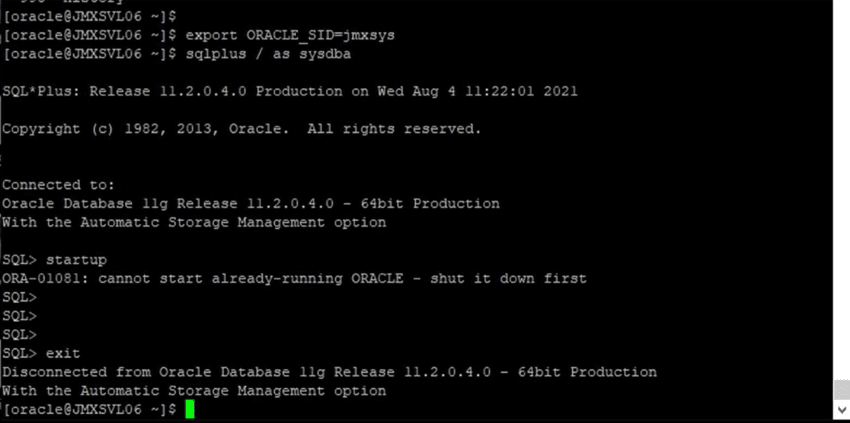 [oracle@JMXSVL06 ~]$
[oracle@JMXSVL06 ~]$ export ORACLE_SID=jmxsys
[oracle@JMXSVL06 ~]$ sqlplus / as sysdba
SQL*Plus: Release 11.2.0.4.0 Production on Wed Aug 4 11:22:01 2021
Copyright (c) 1982, 2013, Oracle.  All rights reserved.
Connected to:
Oracle Database 11g Release 11.2.0.4.0 - 64bit Production
With the Automatic Storage Management option
SQL> startup
ORA-01081: cannot start already-running ORACLE - shut it down first
SQL>
SQL>
SQL>
SQL> exit
Disconnected from Oracle Database 11g Release 11.2.0.4.0 - 64bit Production
With the Automatic Storage Management option
[oracle@JMXSVL06 ~]$